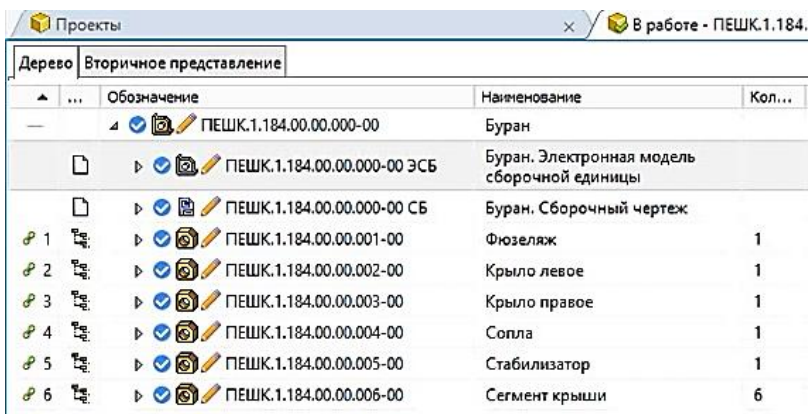 Проекты
В работе - ПЕШК.1.184.
Дерево Вторичное представление
... Обозначение Наименование Кол...
ПЕШК.1.184.00.00.000-00 Буран
ПЕШК.1.184.00.00.000-00 ЭСБ Буран. Электронная модель
сборочной единицы
ПЕШК.1.184.00.00.000-00 СБ Буран. Сборочный чертеж
1 ПЕШК.1.184.00.00.001-00 Фюзеляж 1
2 ПЕШК.1.184.00.00.002-00 Крыло левое 1
3 ПЕШК.1.184.00.00.003-00 Крыло правое 1
4 ПЕШК.1.184.00.00.004-00 Сопла 1
5 ПЕШК.1.184.00.00.005-00 Стабилизатор 1
6 ПЕШК.1.184.00.00.006-00 Сегмент крыши 6